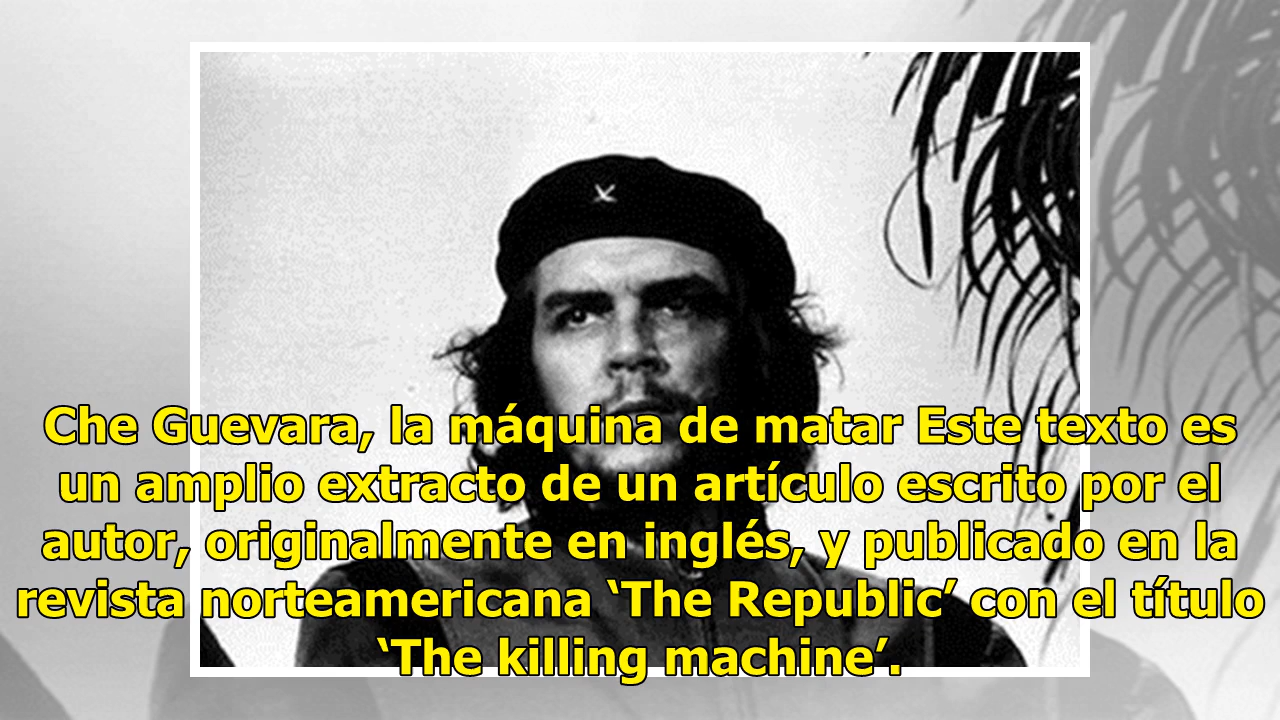 Che Guevara, la máquina de matar Este texto es
un amplio extracto de un artículo escrito por el
autor, originalmente en inglés, y publicado en la
revista norteamericana ‘The Republic’ con el título
‘The killing machine’.